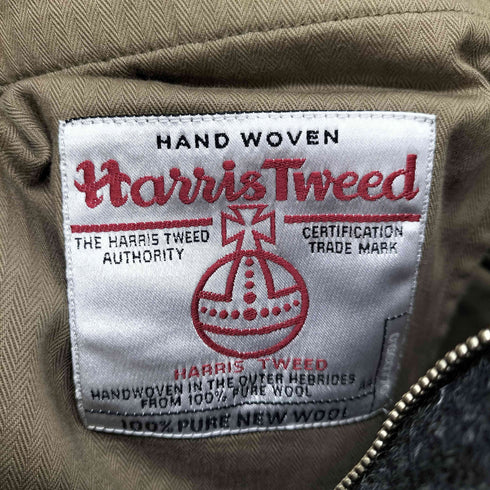 HAND WOVEN
Harris Tweed
THE HARRIS TWEED
AUTHORITY
CERTIFICATION
TRADE MARK
HARRIS TWEED
HANDWOVEN IN THE OUTER HEBRIDES
FROM 100% PURE WOOL
100% PURE NEW WOOL